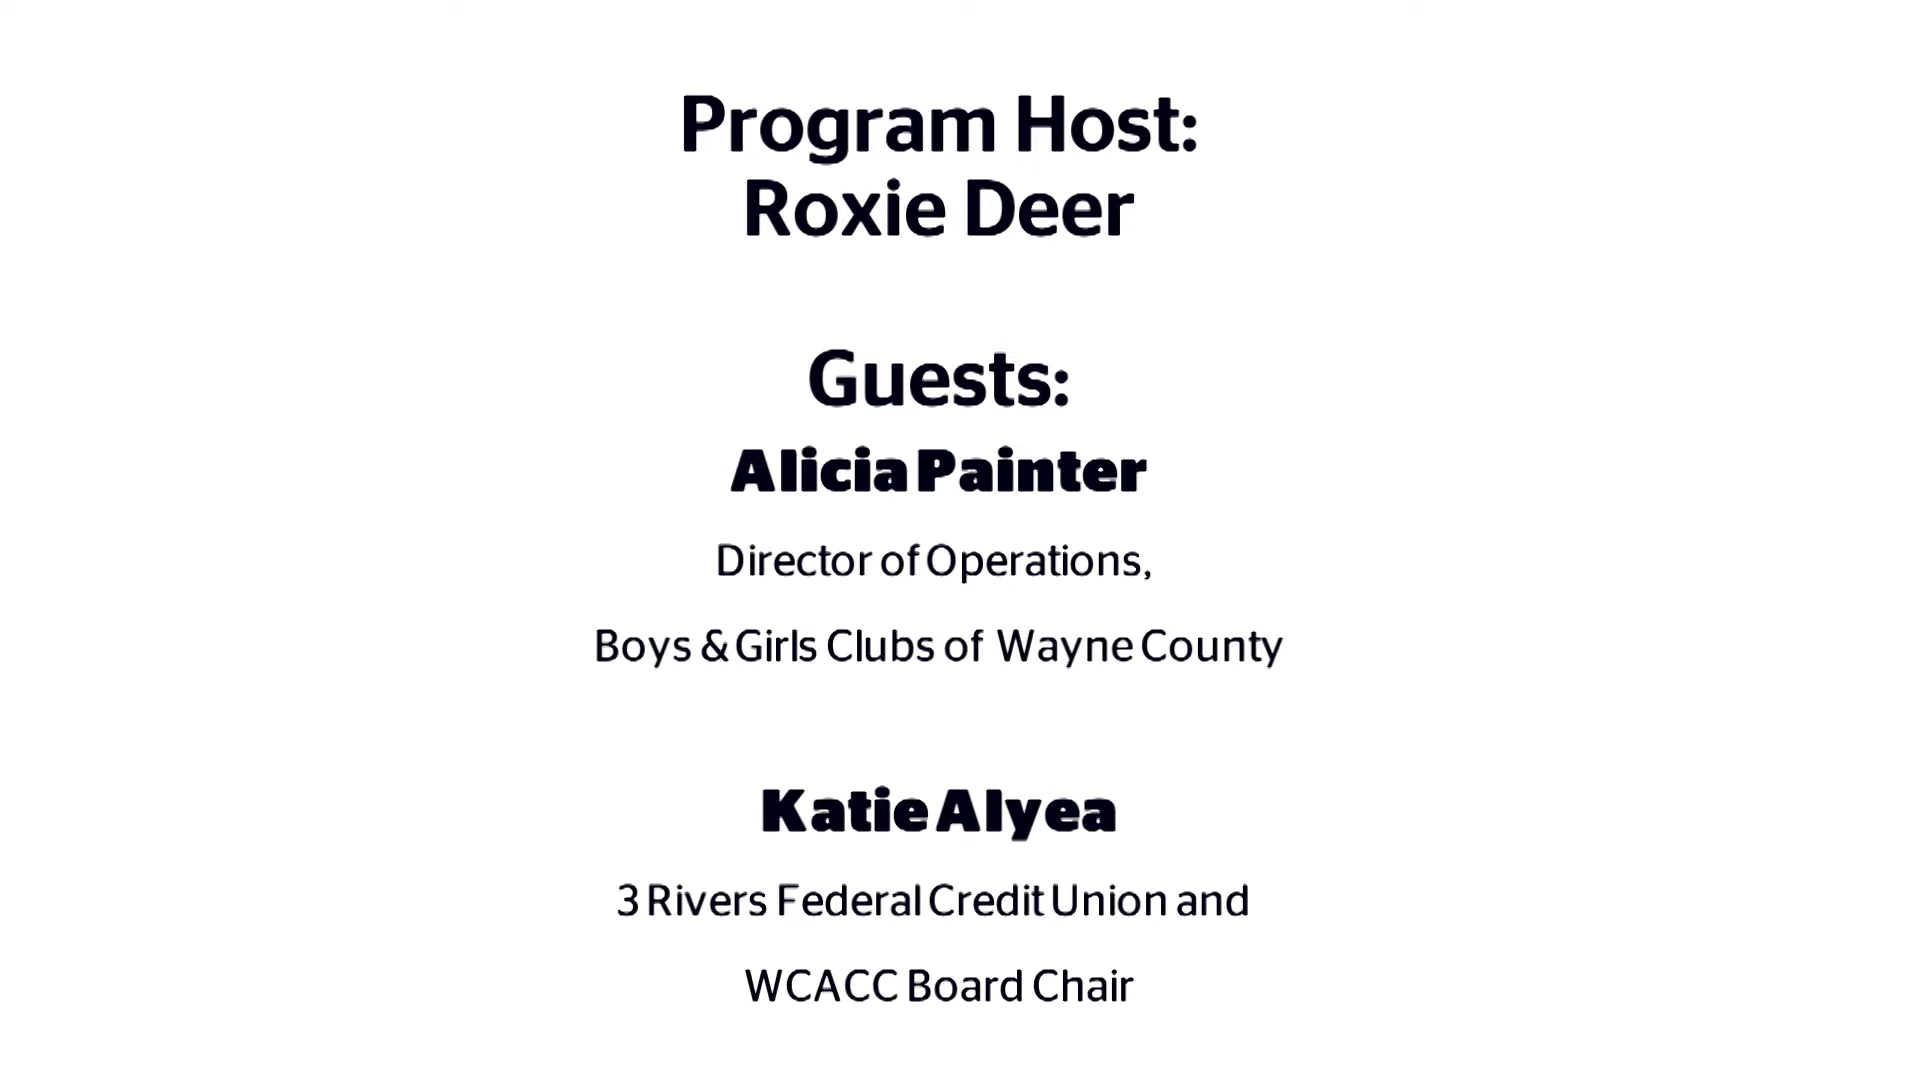 Program Host:
Roxie Deer
Guests:
Alicia Painter
Director of Operations,
Boys & Girls Clubs of Wayne County
Katie Alyea
3 Rivers Federal Credit Union and
WCACC Board Chair